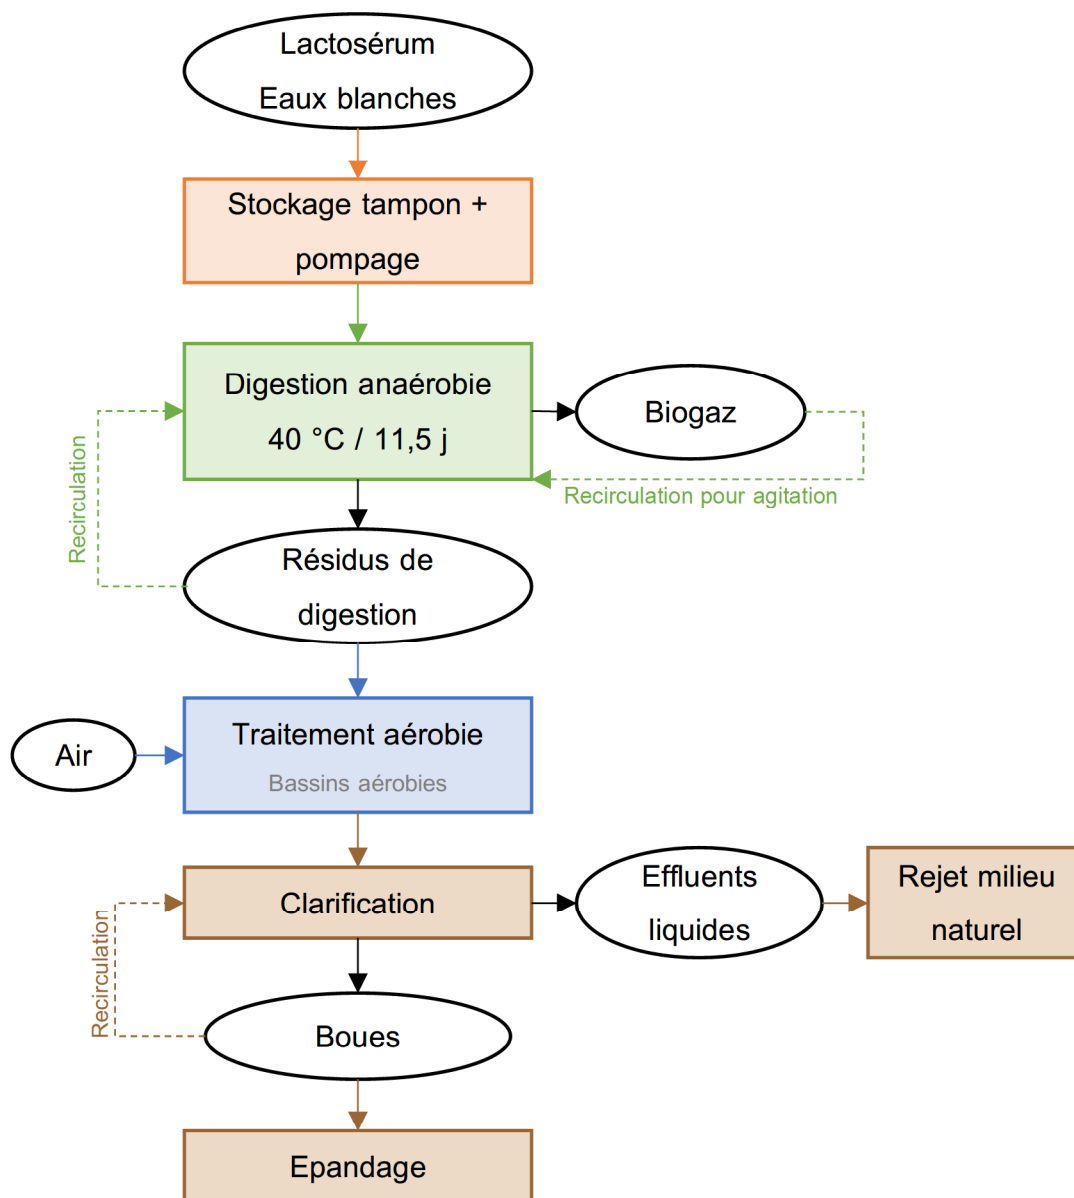 Lactosérum
Eaux blanches
Stockage tampon +
pompage
Digestion anaérobie
40 °C / 11,5 j
Biogaz
Recirculation
Recirculation pour agitation
Résidus de
digestion
Air
Traitement aérobie
Bassins aérobies
Clarification
Effluents
liquides
Rejet milieu
naturel
Recirculation
Boues
Epandage